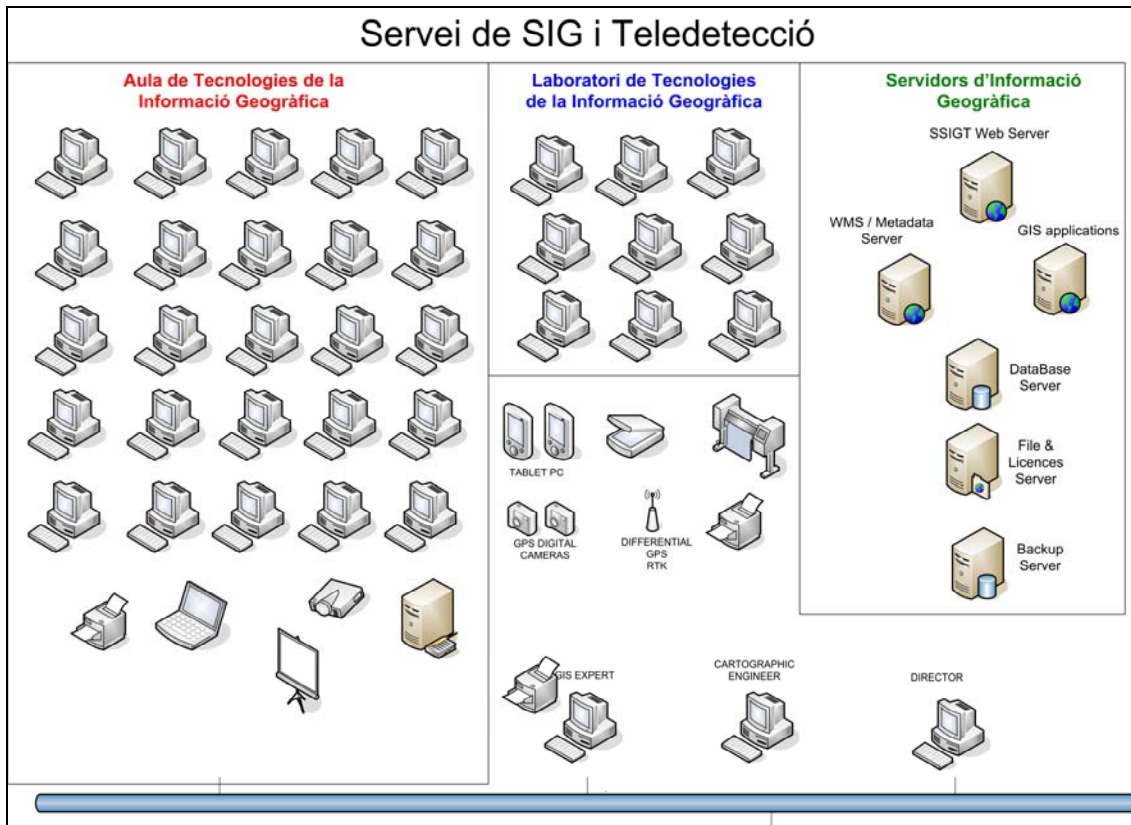 Servei de SIG i Teledetecció
Aula de Tecnologies de la
Informació Geogràfica
Laboratori de Tecnologies
de la Informació Geogràfica
Servidors d'Informació
Geogràfica
SSIGT Web Server
WMS / Metadata
Server
GIS applications
DataBase
Server
File &
Licences
Server
Backup
Server
TABLET PC
GPS DIGITAL
CAMERAS
DIFFERENTIAL
GPS
RTK
GIS EXPERT
CARTOGRAPHIC
ENGINEER
DIRECTOR